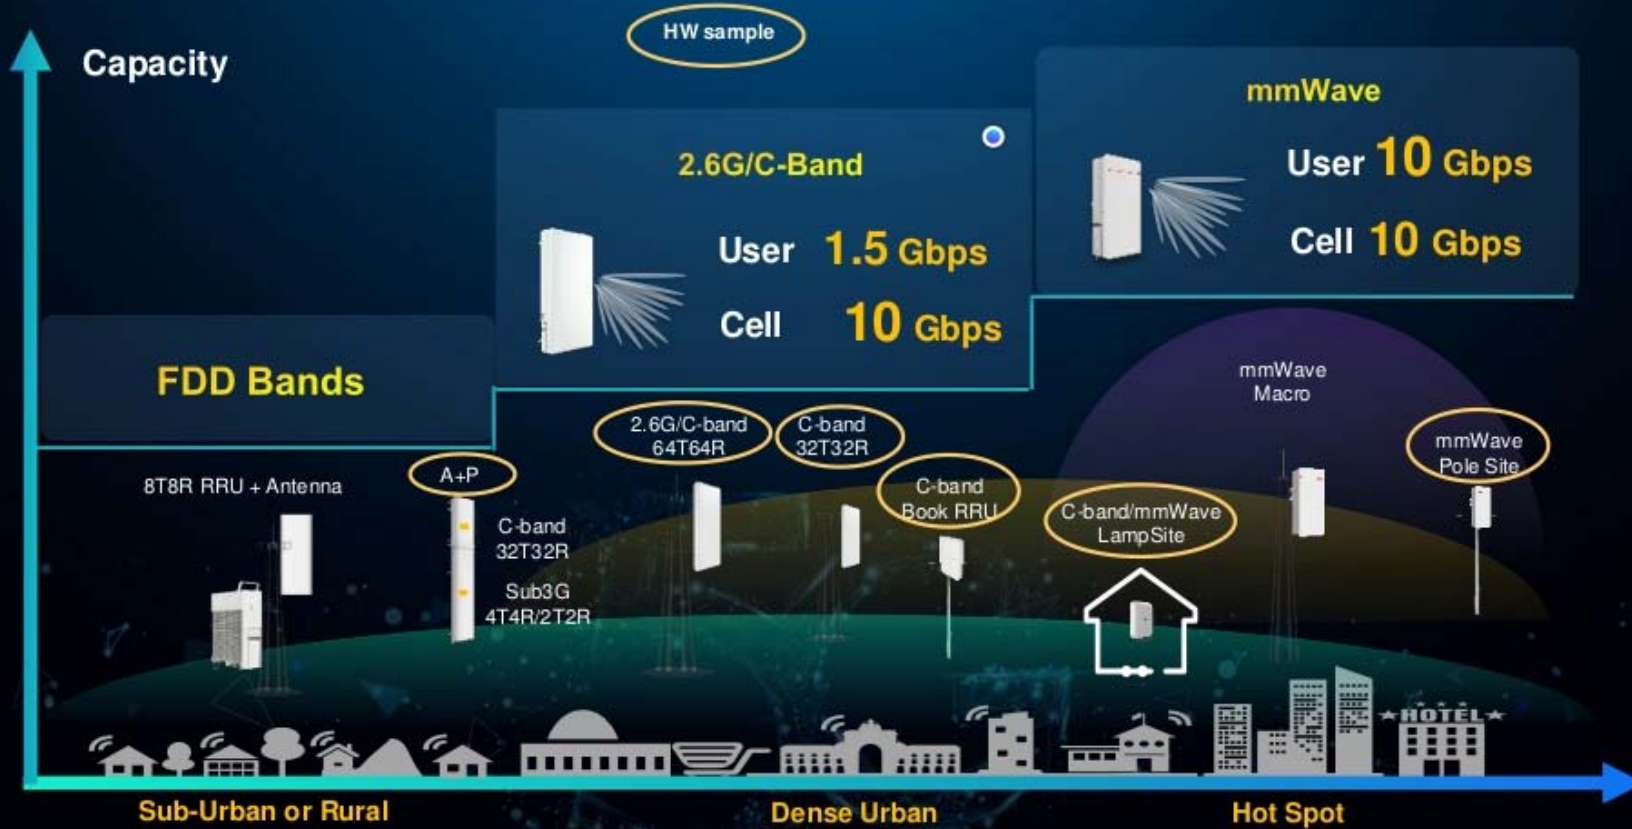 HW sample
Capacity
mmWave
User 10 Gbps
Cell 10 Gbps
2.6G/C-Band
User 1.5 Gbps
Cell 10 Gbps
FDD Bands
8T8R RRU + Antenna
A+P
C-band
32T32R
Sub3G
4T4R/2T2R
2.6G/C-band
64T64R
C-band
32T32R
C-band
Book RRU
C-band/mmWave
LampSite
mmWave
Macro
mmWave
Pole Site
HOTEL
Sub-Urban or Rural
Dense Urban
Hot Spot